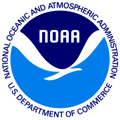 NATIONAL OCEANIC AND ATMOSPHERIC ADMINISTRATION
NOAA
U.S. DEPARTMENT OF COMMERCE